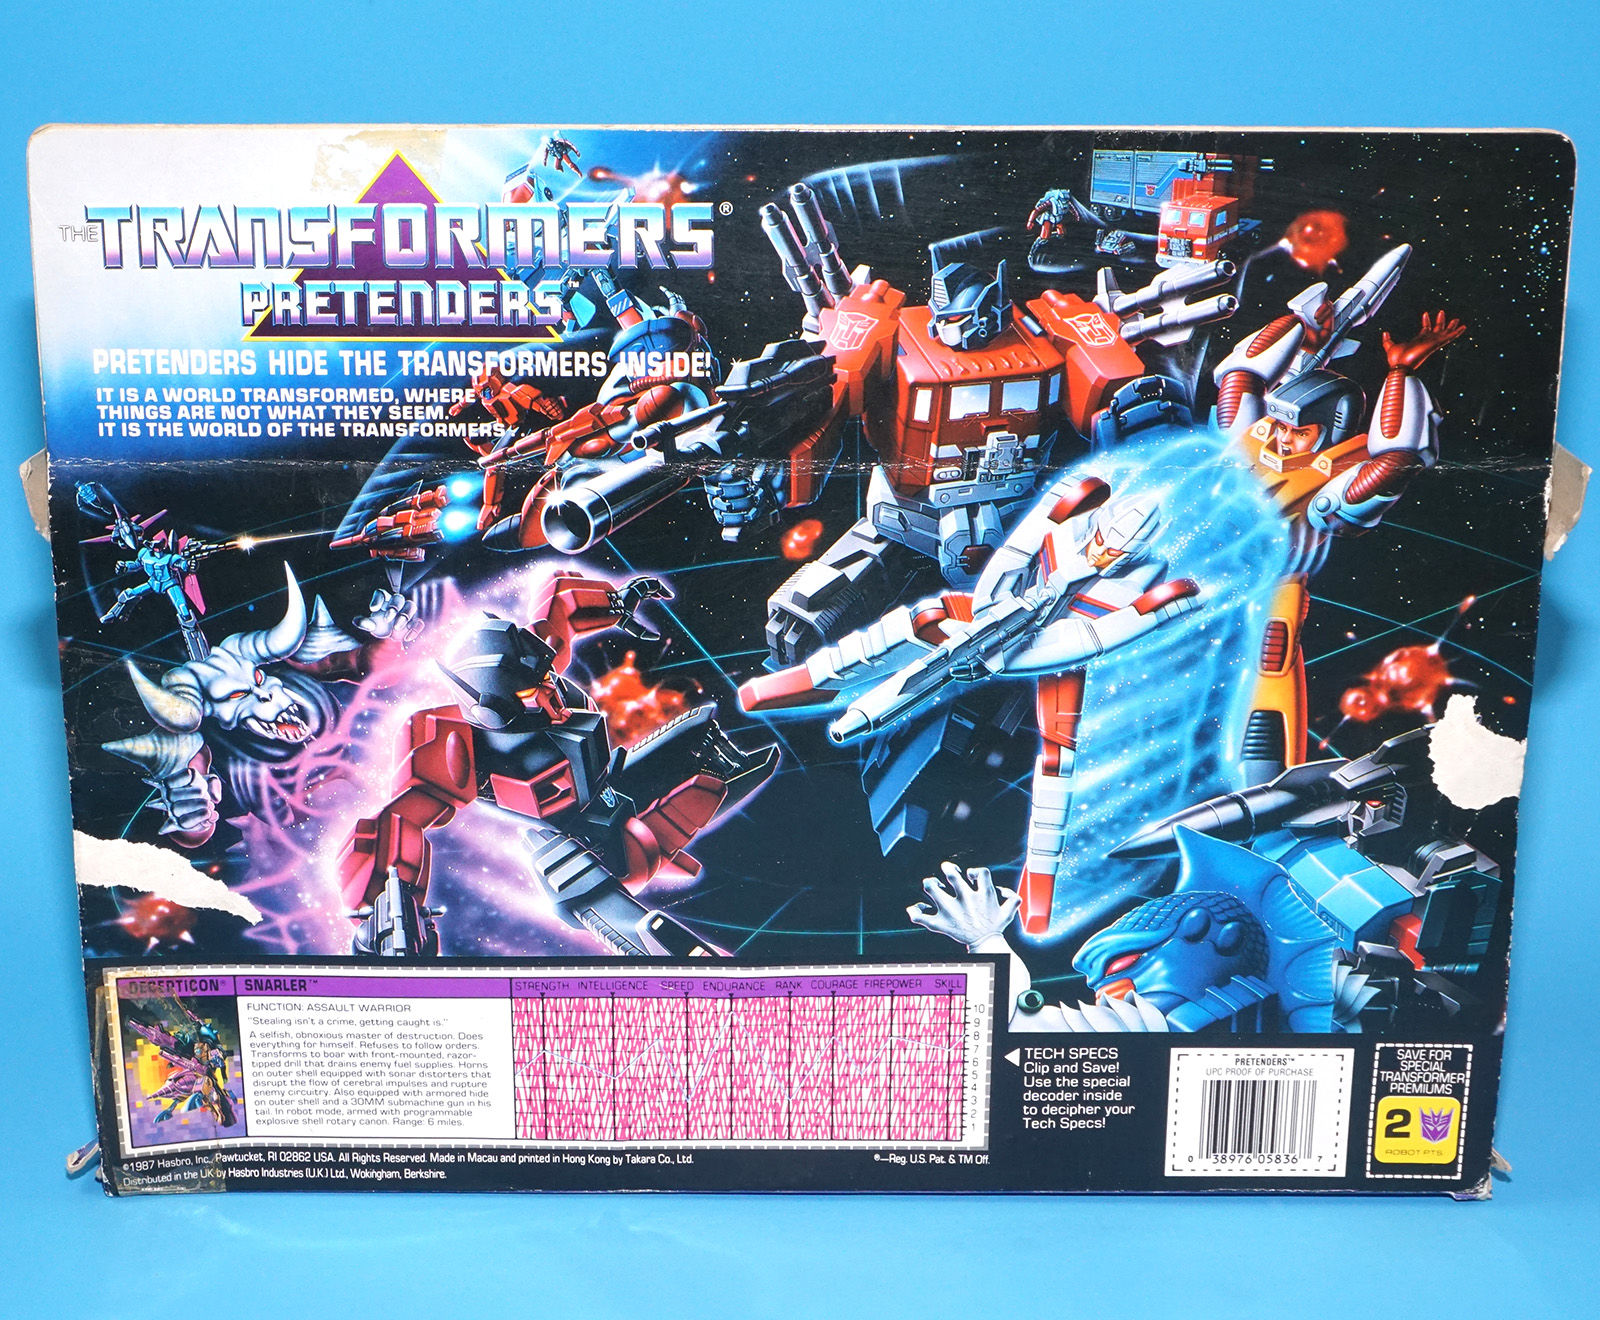 THE TRANSFORMERS®
PRETENDERS™
PRETENDERS HIDE THE TRANSFORMERS INSIDE!
IT IS A WORLD TRANSFORMED, WHERE
THINGS ARE NOT WHAT THEY SEEM.
IT IS THE WORLD OF THE TRANSFORMERS.
DECEPTICON®
SNARLER™
FUNCTION: ASSAULT WARRIOR
"Stealing isn't a crime, getting caught is."
A selfish, obnoxious master of destruction. Does
everything for himself. Refuses to follow orders.
Transforms to boar with front-mounted, razor-
tipped drill that drains enemy fuel supplies. Horns
on outer shell equipped with sonar distorters that
disrupt the flow of cerebral impulses and rupture
enemy circuitry. Also equipped with armored hide
on outer shell and a 30MM submachine gun in his
tail. In robot mode, armed with programmable
explosive shell rotary canon. Range: 6 miles.
STRENGTH INTELLIGENCE SPEED ENDURANCE RANK COURAGE FIREPOWER SKILL
10
9
8
7
6
5
4
3
2
1
TECH SPECS
Clip and Save!
Use the special
decoder inside
to decipher your
Tech Specs!
PRETENDERS™
UPC PROOF OF PURCHASE
0 38976 05836 7
SAVE FOR
SPECIAL
TRANSFORMER
PREMIUMS
2
ROBOT PTS.
©1987 Hasbro, Inc., Pawtucket, RI 02862 USA. All Rights Reserved. Made in Macau and printed in Hong Kong by Takara Co., Ltd.
®—Reg. U.S. Pat. & TM Off.
Distributed in the UK by Hasbro Industries (U.K.) Ltd., Wokingham, Berkshire.